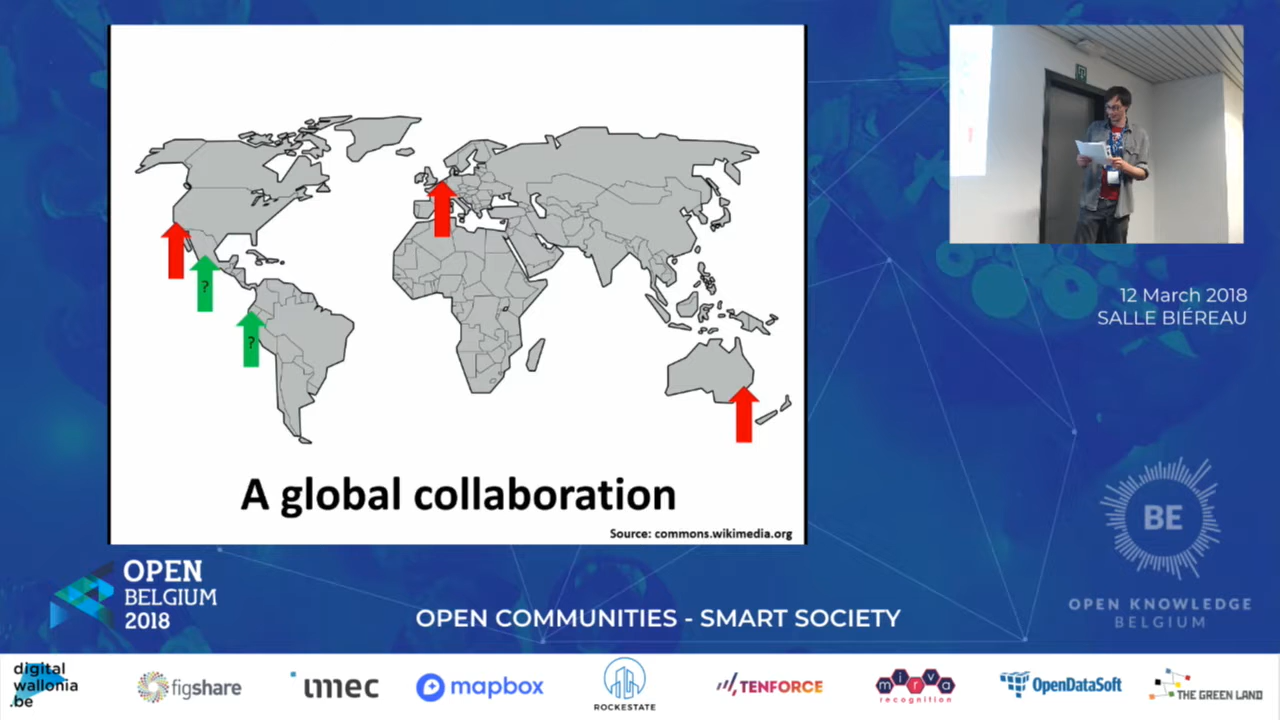 ?
?
A global collaboration
Source: commons.wikimedia.org
12 March 2018
SALLE BIÉREAU
BE
OPEN KNOWLEDGE
BELGIUM
OPEN
BELGIUM
2018
OPEN COMMUNITIES - SMART SOCIETY
digital
wallonia
.be
figshare
imec
mapbox
ROCKESTATE
TENFORCE
mirva
recognition
OpenDataSoft
THE GREEN LAND